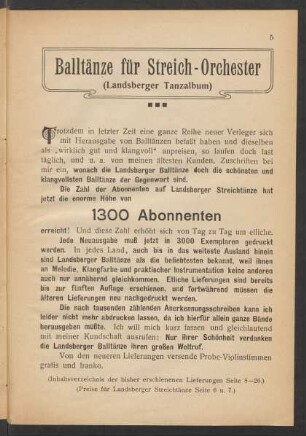 5
Balltänze für Streich-Orchester
(Landsberger Tanzalbum)
Trotzdem in letzter Zeit eine ganze Reihe neuer Verleger sich
mit Herausgabe von Balltänzen befaßt haben und dieselben
als „wirklich gut und klangvoll“ anpreisen, so laufen doch fast
täglich, und u. a. von meinen ältesten Kunden, Zuschriften bei
mir ein, wonach die Landsberger Balltänze doch die schönsten und
klangvollsten Balltänze der Gegenwart sind.
Die Zahl der Abonnenten auf Landsberger Streichtänze hat
jetzt die enorme Höhe von
1300 Abonnenten
erreicht! Und diese Zahl erhöht sich von Tag zu Tag um etliche.
Jede Neuausgabe muß jetzt in 3000 Exemplaren gedruckt
werden. In jedes Land, auch bis in das weiteste Ausland hinein
sind Landsberger Balltänze als die beliebtesten bekannt, weil ihnen
an Melodie, Klangfarbe und praktischer Instrumentation keine anderen
auch nur annähernd gleichkommen. Etliche Lieferungen sind bereits
bis zur fünften Auflage erschienen, und fortwährend müssen die
älteren Lieferungen neu nachgedruckt werden.
Die nach tausenden zählenden Anerkennungsschreiben kann ich
leider nicht mehr abdrucken lassen, da ich hierfür allein ganze Bände
herausgeben müßte. Ich will mich kurz fassen und gleichlautend
mit meiner Kundschaft ausrufen: Nur ihrer Schönheit verdanken
die Landsberger Balltänze ihren großen Weltruf.
Von den neueren Lieferungen versende Probe-Violinstimmen
gratis und franko.
(Inhaltsverzeichnis der bisher erschienenen Lieferungen Seite 8–20.)
(Preise für Landsberger Streichtänze Seite 6 u. 7.)